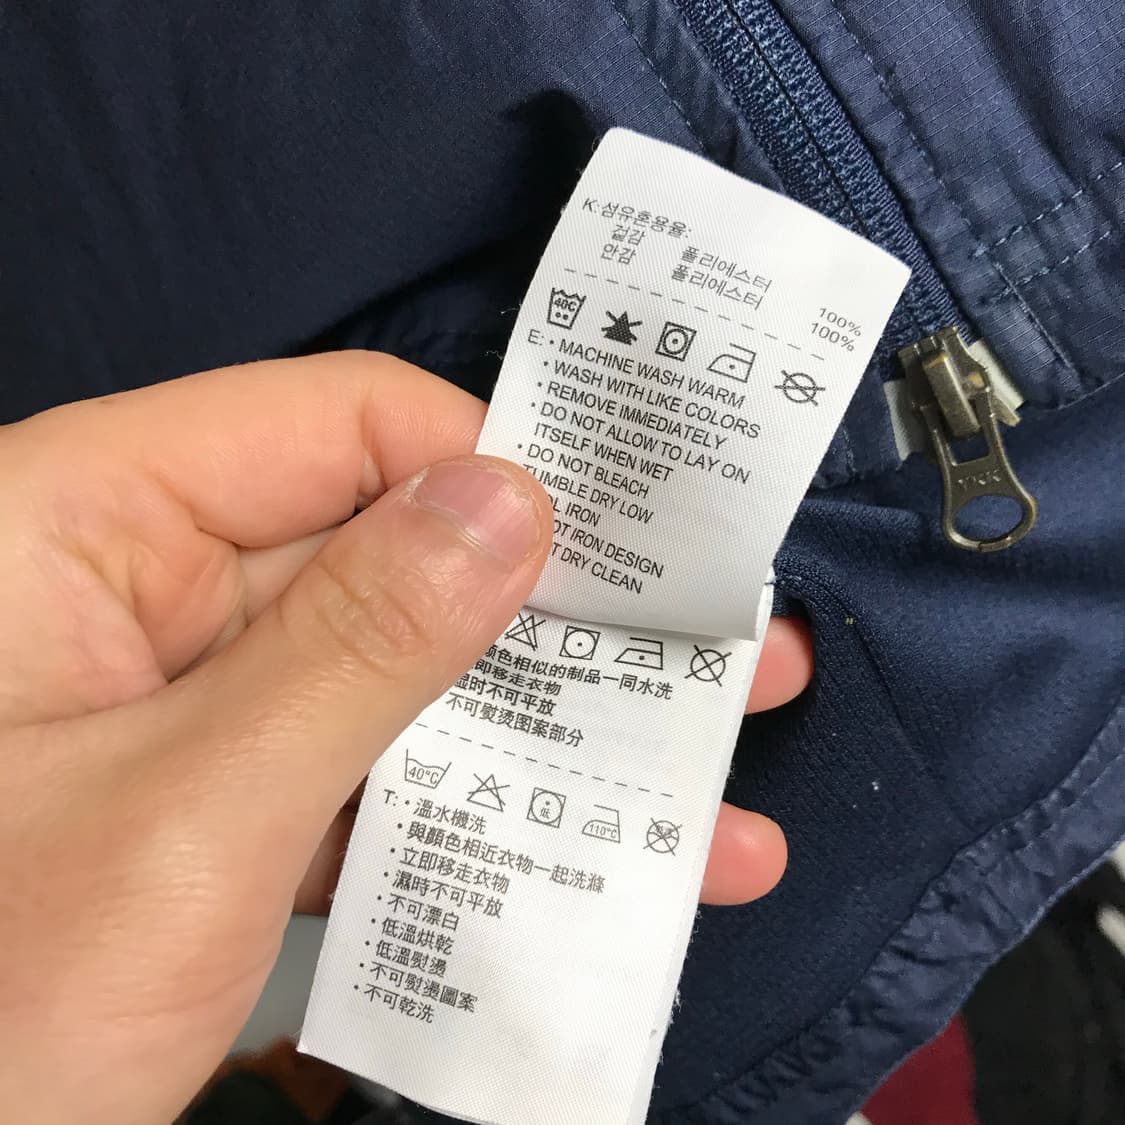 K: 섬유혼용율:
겉감 폴리에스터 100%
안감 폴리에스터 100%
40C
E: • MACHINE WASH WARM
• WASH WITH LIKE COLORS
• REMOVE IMMEDIATELY
• DO NOT ALLOW TO LAY ON
ITSELF WHEN WET
• DO NOT BLEACH
TUMBLE DRY LOW
IRON
IRON DESIGN
DRY CLEAN
颜色相似的制品一同水洗
即移走衣物
湿时不可平放
不可熨烫图案部分
40°C 低 110°C
T: • 溫水機洗
• 與顏色相近衣物一起洗滌
• 立即移走衣物
• 濕時不可平放
• 不可漂白
• 低溫烘乾
• 低溫熨燙
• 不可熨燙圖案
• 不可乾洗
YKK